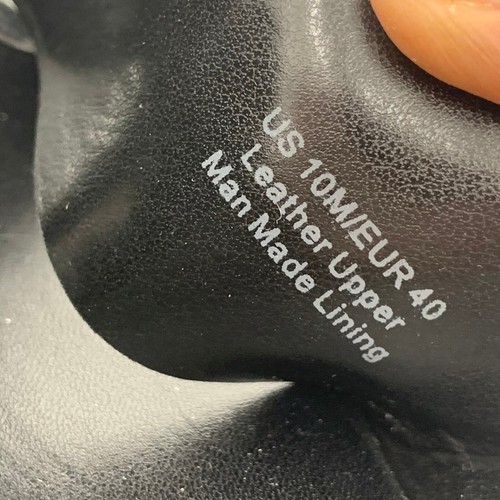 US 10M/EUR 40
Leather Upper
Man Made Lining